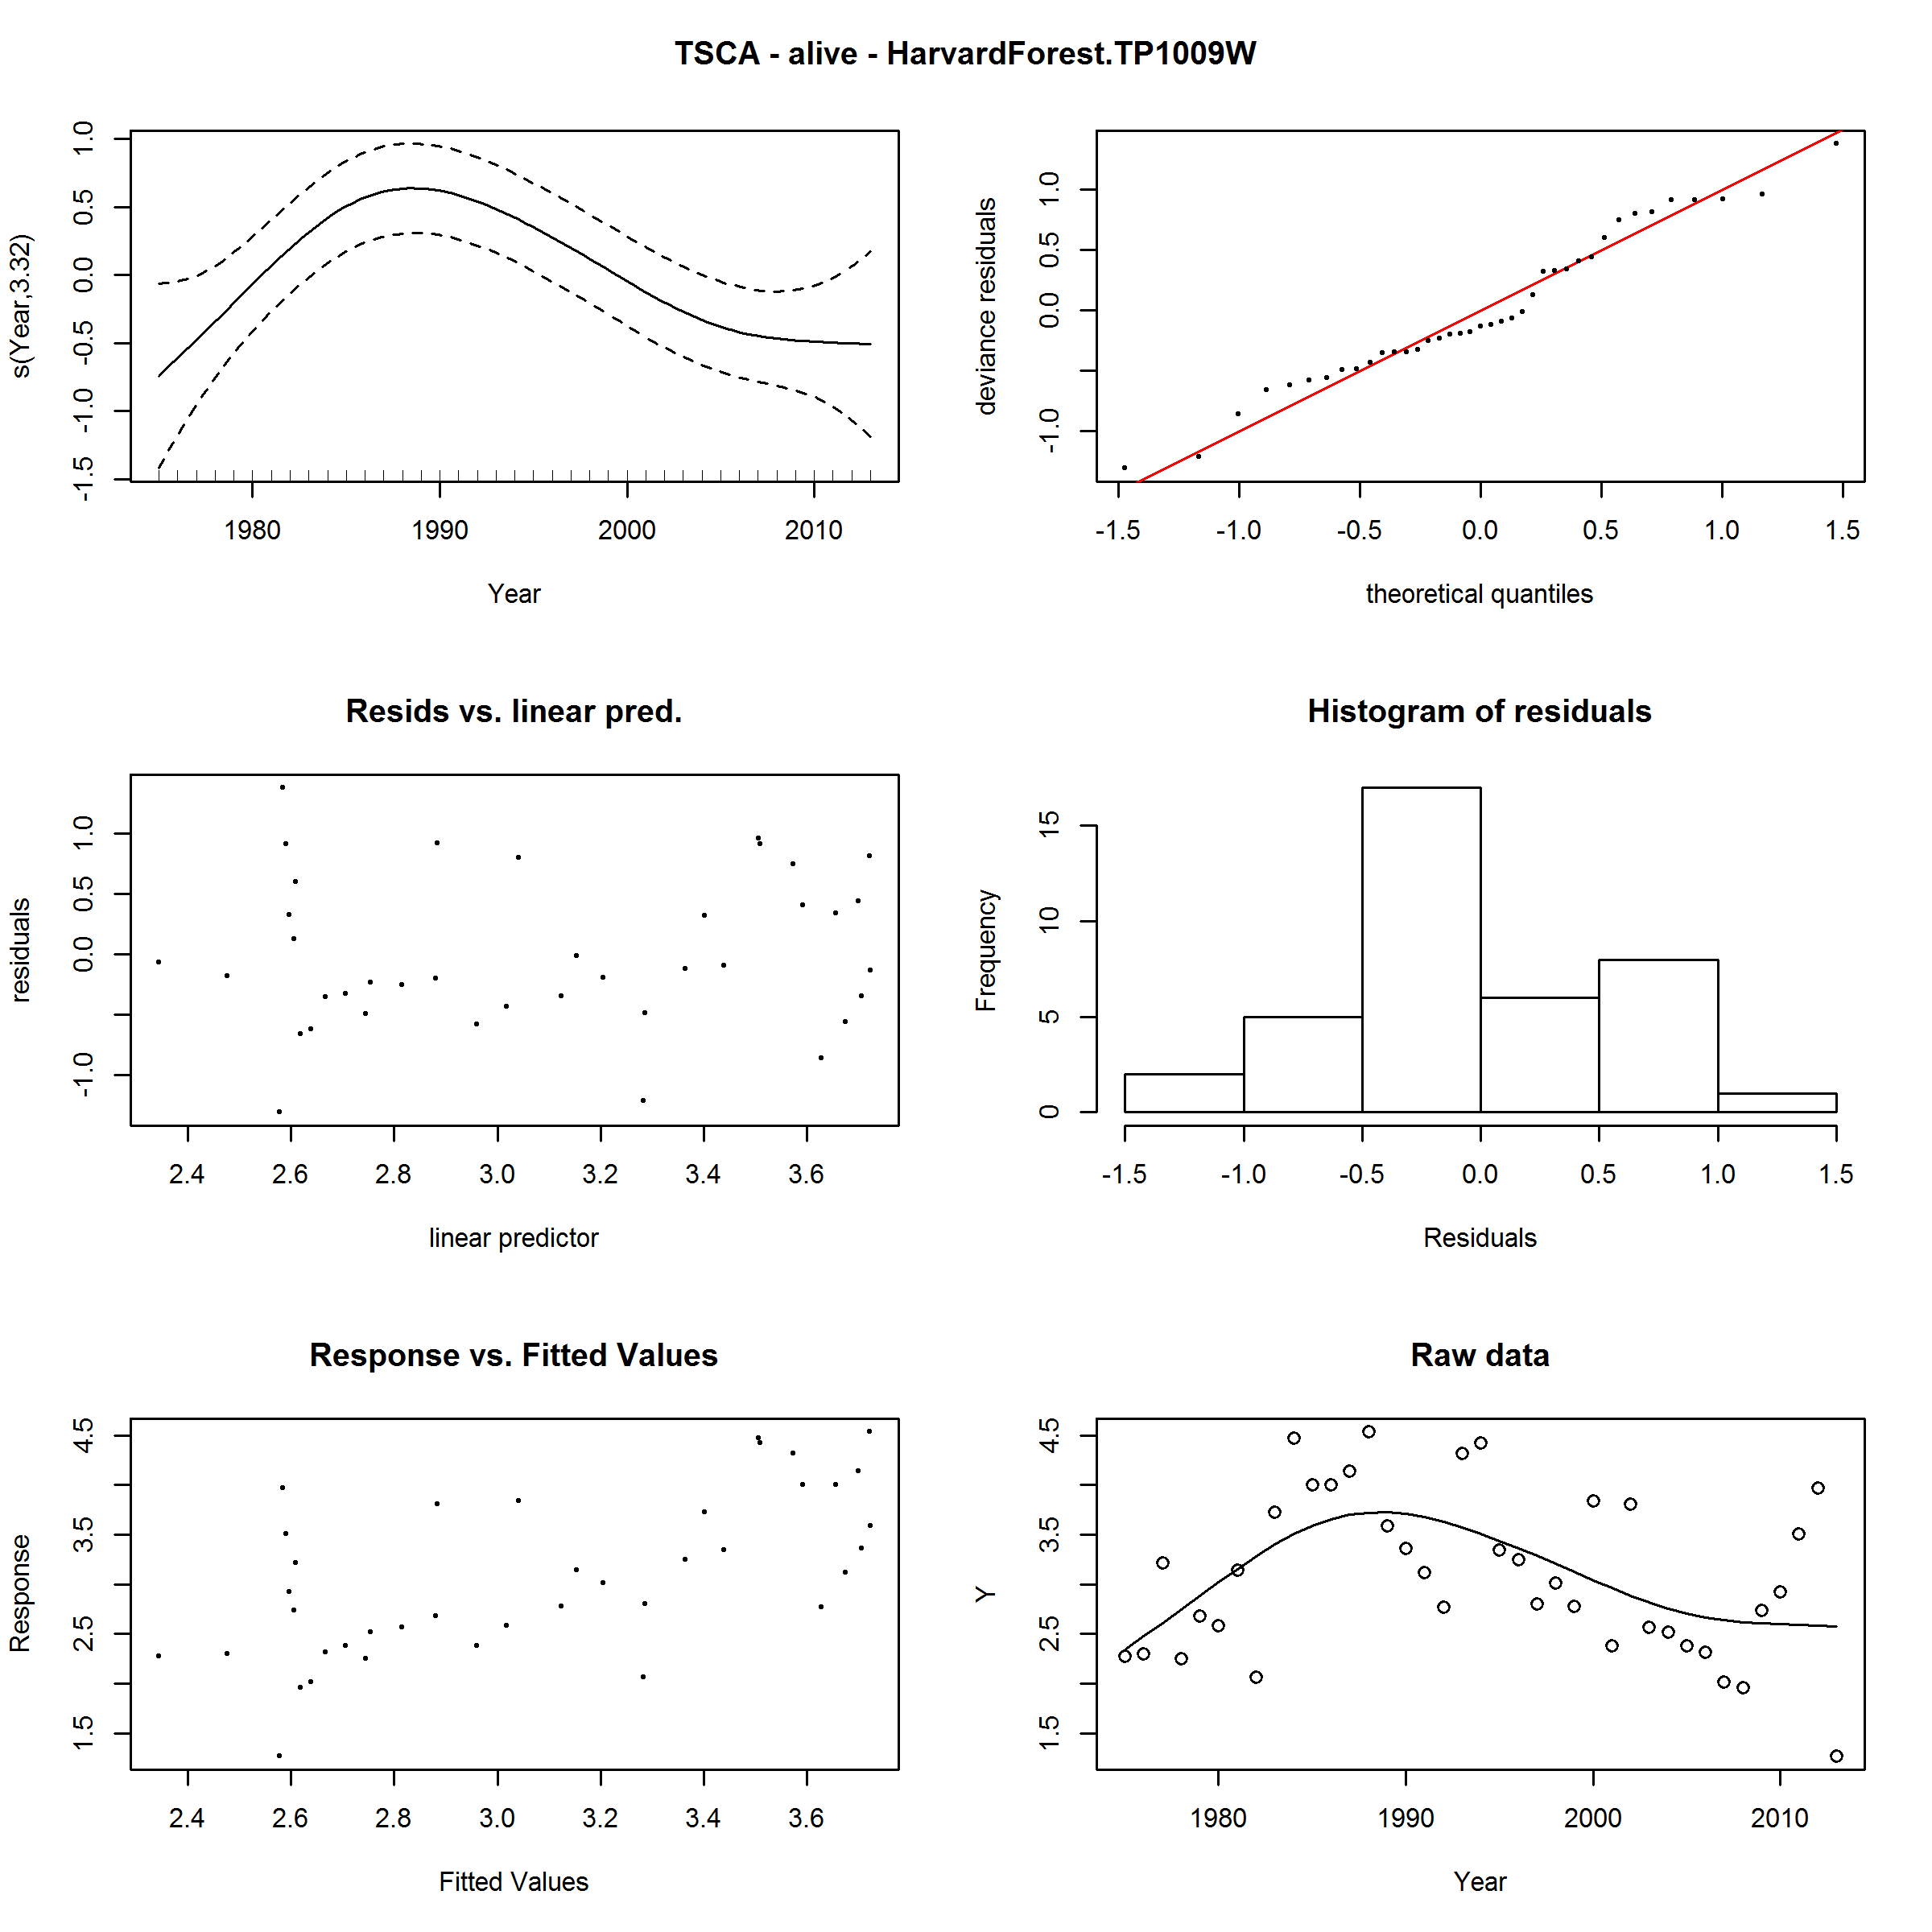 TSCA - alive - HarvardForest.TP1009W
s(Year,3.32)
1.0
0.5
0.0
-0.5
-1.0
-1.5
1980 1990 2000 2010
Year
deviance residuals
1.0
0.5
0.0
-1.0
-1.5 -1.0 -0.5 0.0 0.5 1.0 1.5
theoretical quantiles
Resids vs. linear pred.
residuals
1.0
0.5
0.0
-1.0
2.4 2.6 2.8 3.0 3.2 3.4 3.6
linear predictor
Histogram of residuals
Frequency
15
10
5
0
-1.5 -1.0 -0.5 0.0 0.5 1.0 1.5
Residuals
Response vs. Fitted Values
Response
4.5
3.5
2.5
1.5
2.4 2.6 2.8 3.0 3.2 3.4 3.6
Fitted Values
Raw data
Y
4.5
3.5
2.5
1.5
1980 1990 2000 2010
Year